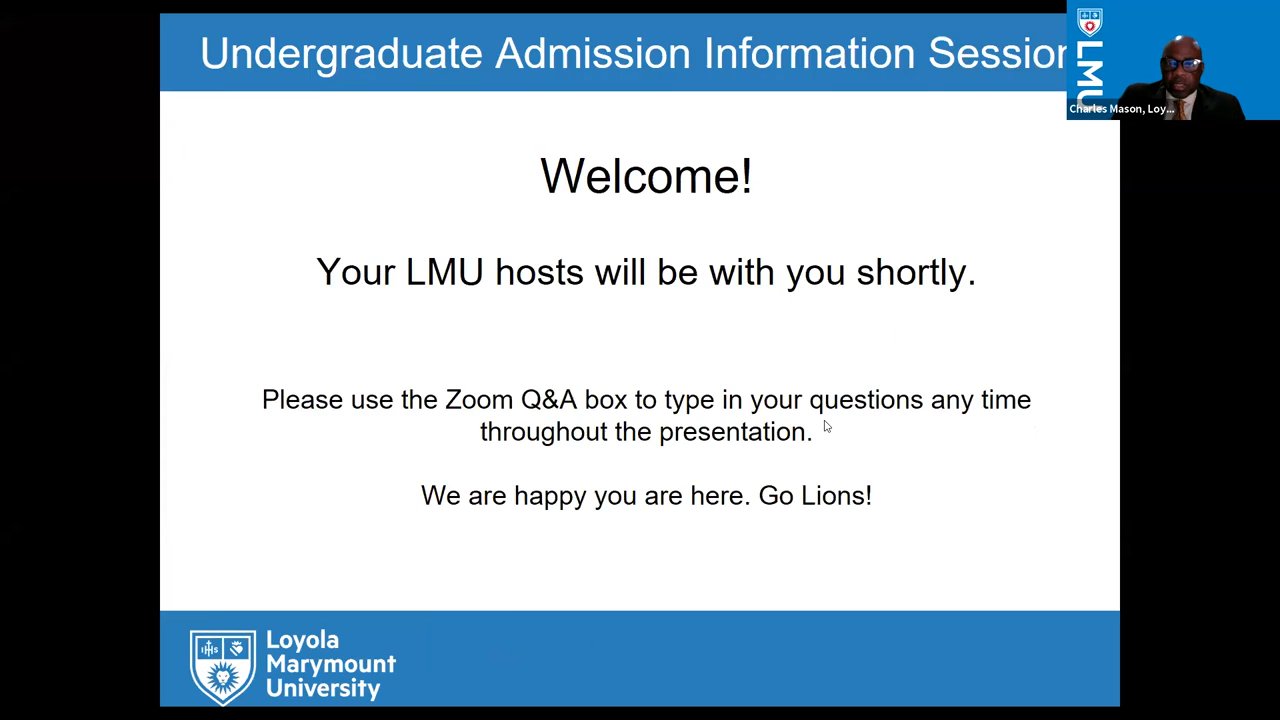 Undergraduate Admission Information Session
LMU
Charles Mason, Loy...
Welcome!
Your LMU hosts will be with you shortly.
Please use the Zoom Q&A box to type in your questions any time
throughout the presentation.
We are happy you are here. Go Lions!
IHS
Loyola
Marymount
University